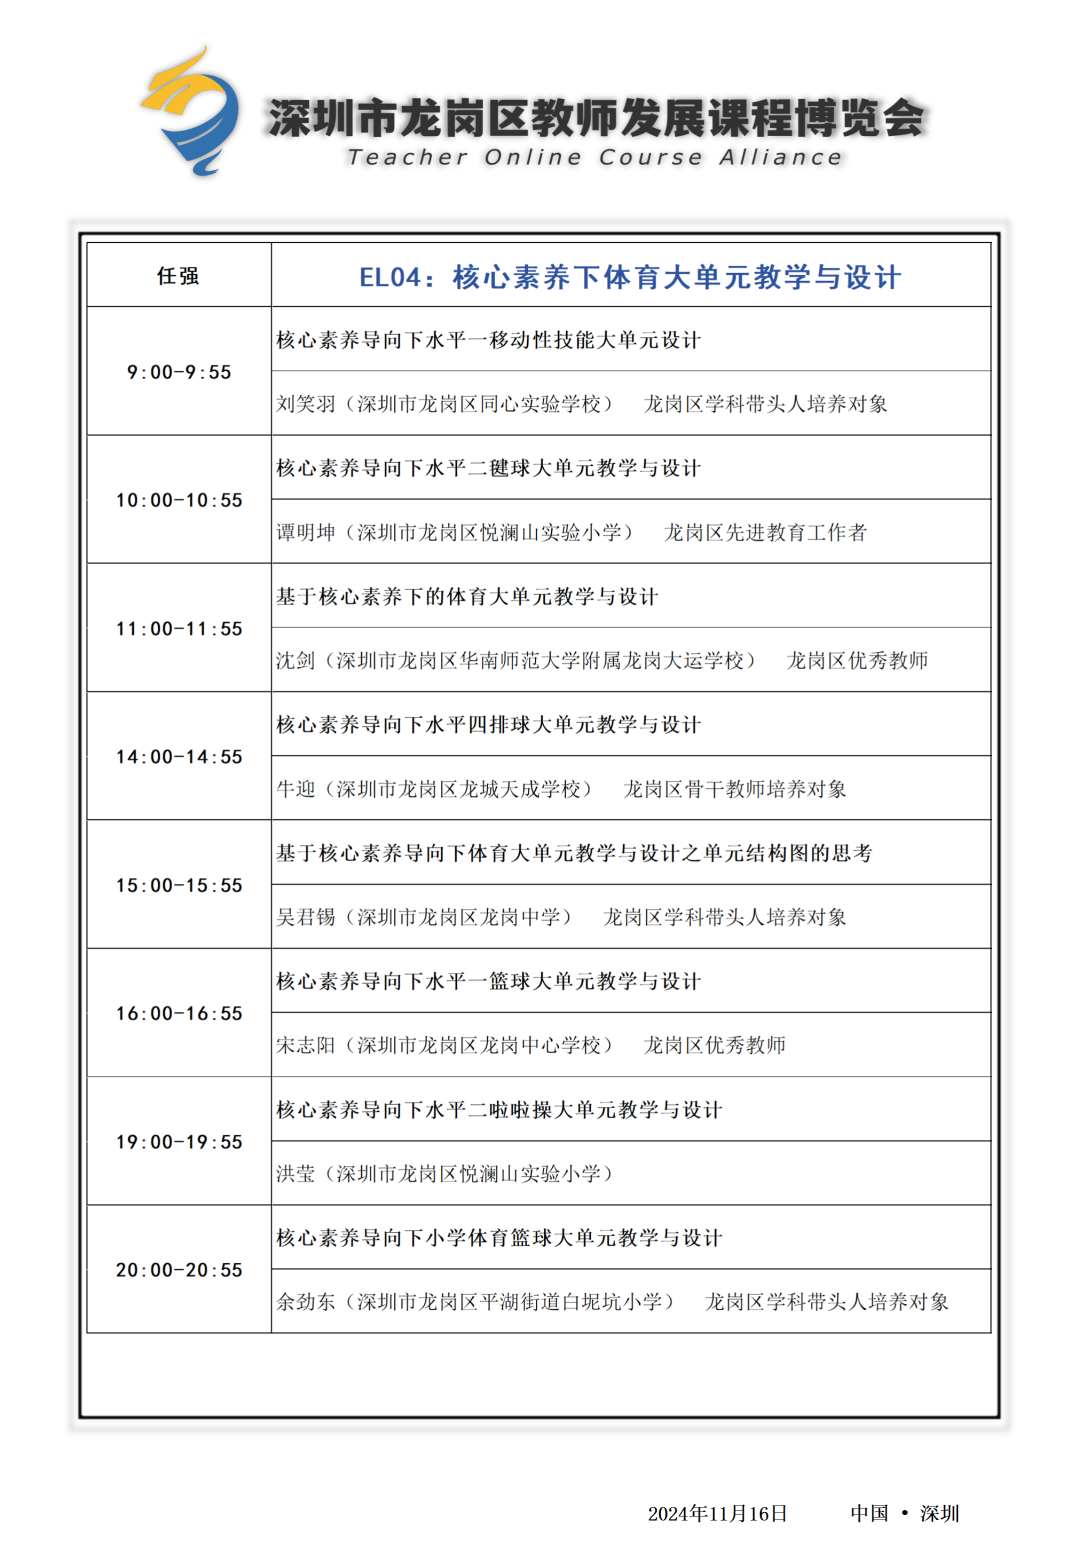 深圳市龙岗区教师发展课程博览会
Teacher Online Course Alliance
任强
EL04：核心素养下体育大单元教学与设计
9:00-9:55
核心素养导向下水平一移动性技能大单元设计
刘笑羽（深圳市龙岗区同心实验学校） 龙岗区学科带头人培养对象
10:00-10:55
核心素养导向下水平二毽球大单元教学与设计
谭明坤（深圳市龙岗区悦澜山实验小学） 龙岗区先进教育工作者
11:00-11:55
基于核心素养下的体育大单元教学与设计
沈剑（深圳市龙岗区华南师范大学附属龙岗大运学校） 龙岗区优秀教师
14:00-14:55
核心素养导向下水平四排球大单元教学与设计
牛迎（深圳市龙岗区龙城天成学校） 龙岗区骨干教师培养对象
15:00-15:55
基于核心素养导向下体育大单元教学与设计之单元结构图的思考
吴君锡（深圳市龙岗区龙岗中学） 龙岗区学科带头人培养对象
16:00-16:55
核心素养导向下水平一篮球大单元教学与设计
宋志阳（深圳市龙岗区龙岗中心学校） 龙岗区优秀教师
19:00-19:55
核心素养导向下水平二啦啦操大单元教学与设计
洪莹（深圳市龙岗区悦澜山实验小学）
20:00-20:55
核心素养导向下小学体育篮球大单元教学与设计
余劲东（深圳市龙岗区平湖街道白坭坑小学） 龙岗区学科带头人培养对象
2024年11月16日 中国 • 深圳